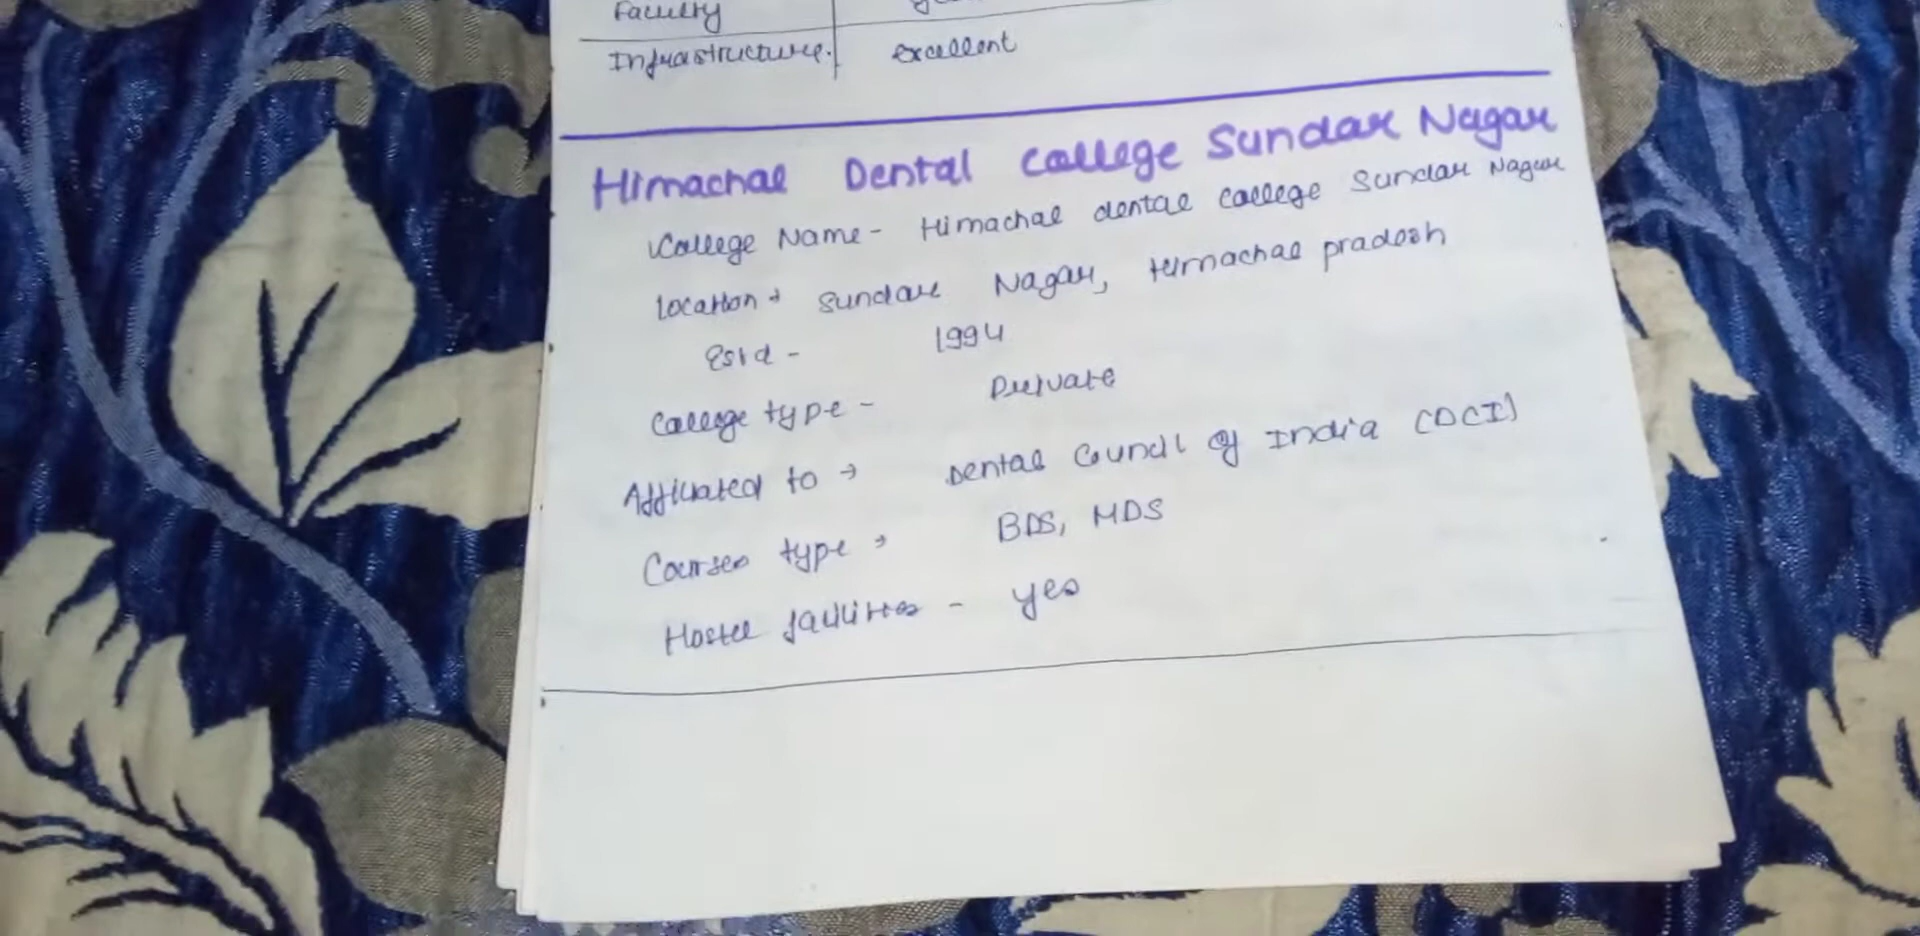 Faculty
Infrastructure. excellent
Himachal Dental College Sundar Nagar
College Name - Himachal dental college Sundar Nagar
location → Sundar Nagar, Himachal pradesh
Estd - 1994
College type - Private
Affiliated to → Dental Council of India (DCI)
Courses type → BDS, MDS
Hostel facilities - yes